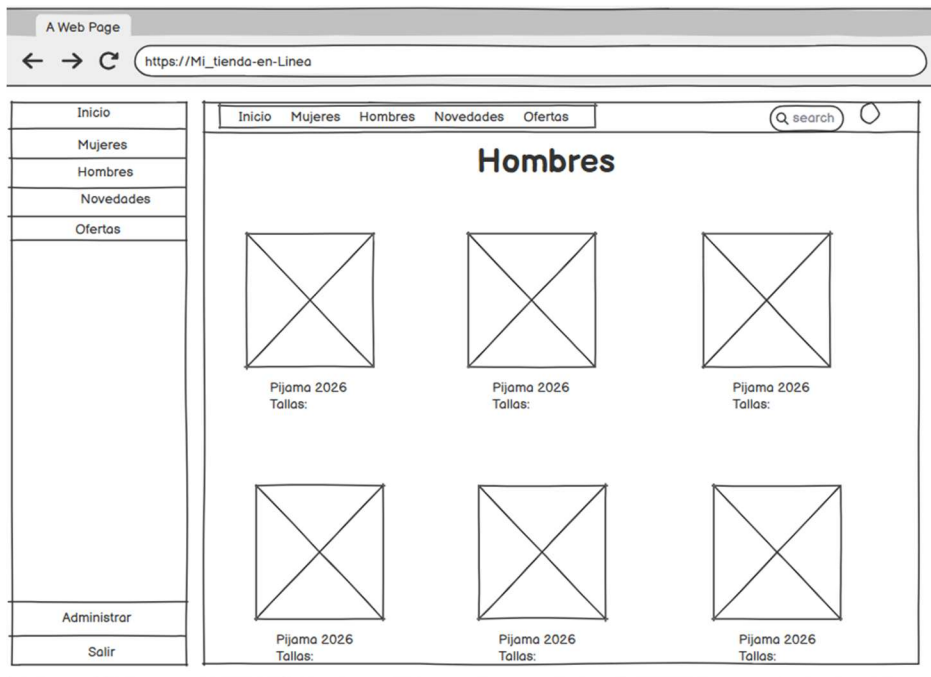 A Web Page
https://Mi_tienda-en-Linea
Inicio
Mujeres
Hombres
Novedades
Ofertas
Administrar
Salir
Inicio Mujeres Hombres Novedades Ofertas
search
Hombres
Pijama 2026
Tallas:
Pijama 2026
Tallas:
Pijama 2026
Tallas:
Pijama 2026
Tallas:
Pijama 2026
Tallas:
Pijama 2026
Tallas: